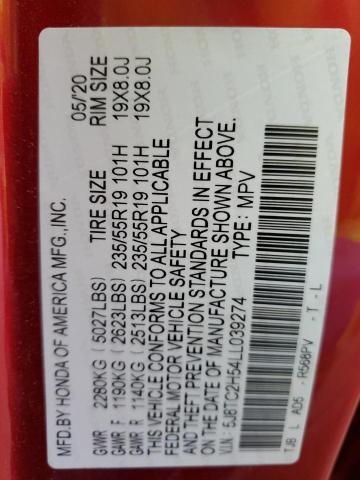 MFD.BY HONDA OF AMERICA MFG.,INC. 05/'20
GVWR 2280KG (5027LBS) TIRE SIZE RIM SIZE
GAWR F 1190KG (2623LBS) 235/55R19 101H 19X8.0J
GAWR R 1140KG (2513LBS) 235/55R19 101H 19X8.0J
THIS VEHICLE CONFORMS TO ALL APPLICABLE
FEDERAL MOTOR VEHICLE SAFETY
AND THEFT PREVENTION STANDARDS IN EFFECT
ON THE DATE OF MANUFACTURE SHOWN ABOVE.
V.I.N: 5J8TC2H54LL039274 TYPE: MPV
TJB L AD5 - R568PV - T - L